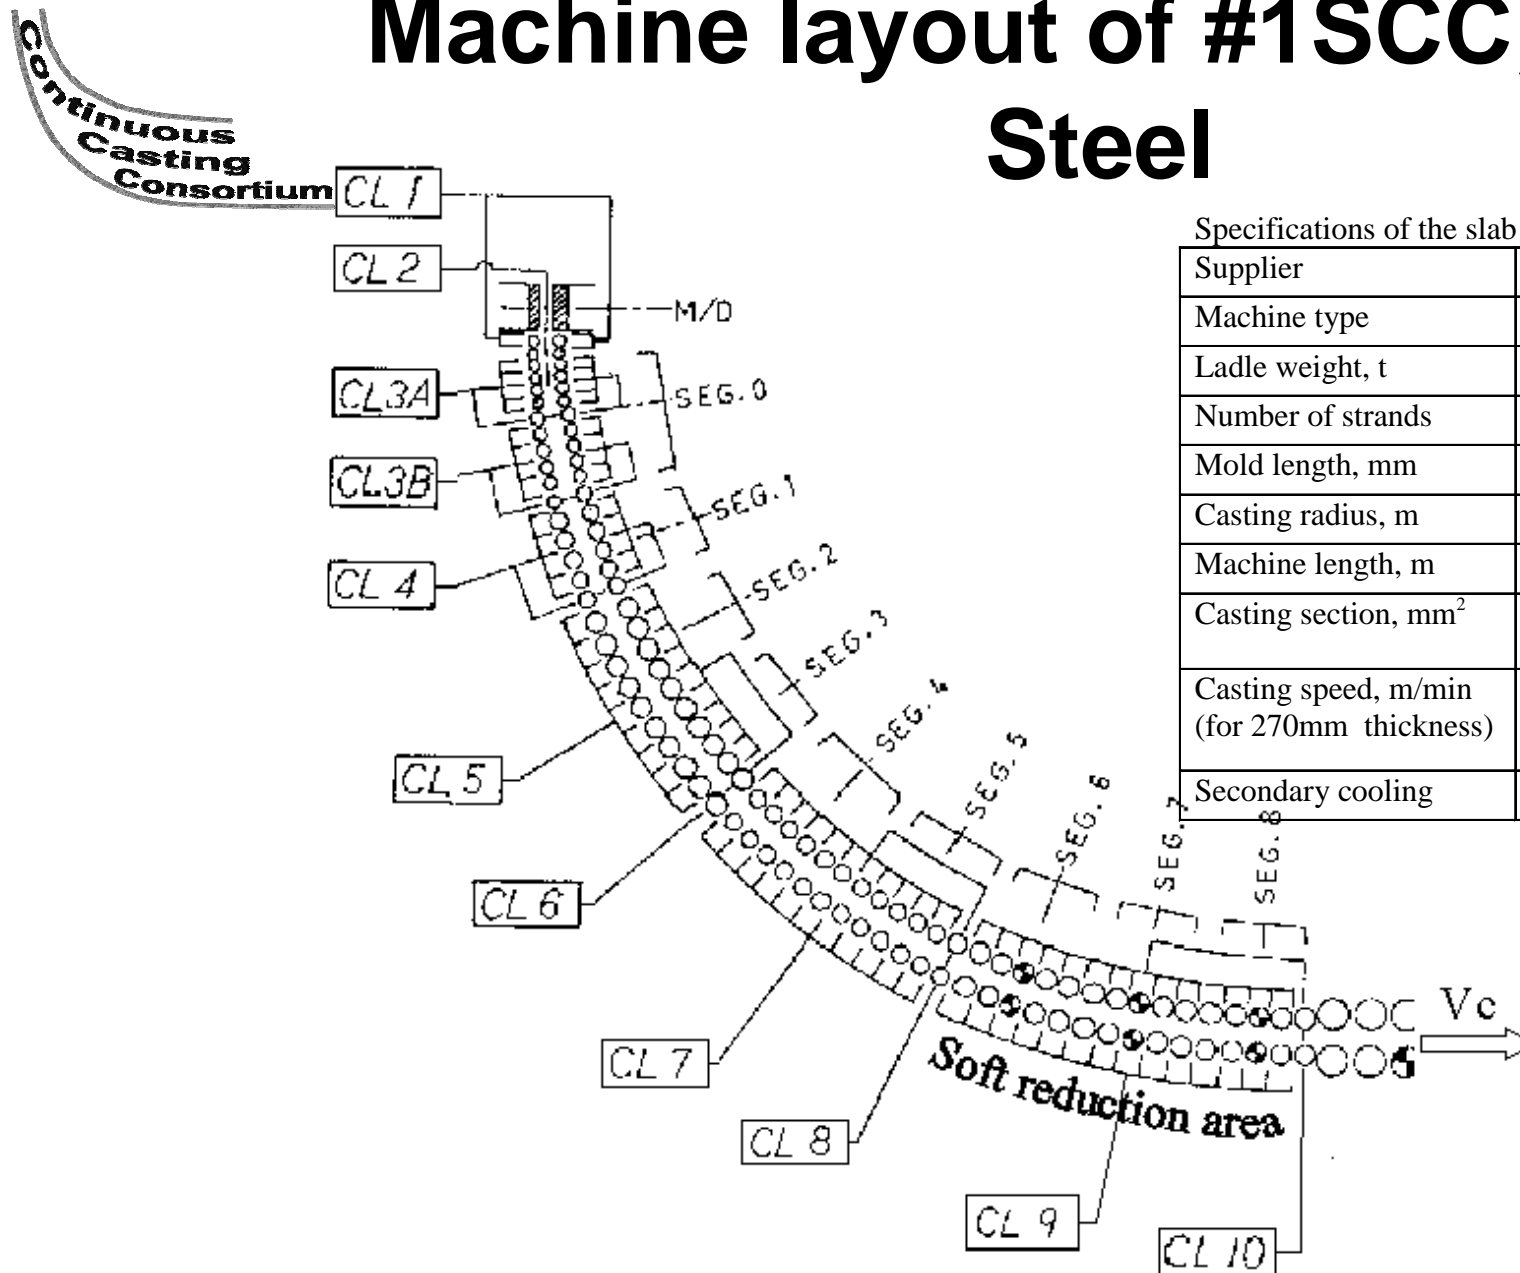 Machine layout of #1SCC,
Steel
Continuous
Casting
Consortium
CL 1
CL 2
M/D
CL3A
SEG.0
CL3B
SEG.1
CL 4
SEG.2
SEG.3
SEG.4
CL 5
SEG.5
SEG.6
SEG.7
SEG.8
CL 6
CL 7
CL 8
CL 9
CL 10
Soft reduction area
Vc
Specifications of the slab
Supplier
Machine type
Ladle weight, t
Number of strands
Mold length, mm
Casting radius, m
Machine length, m
Casting section, mm²
Casting speed, m/min
(for 270mm thickness)
Secondary cooling